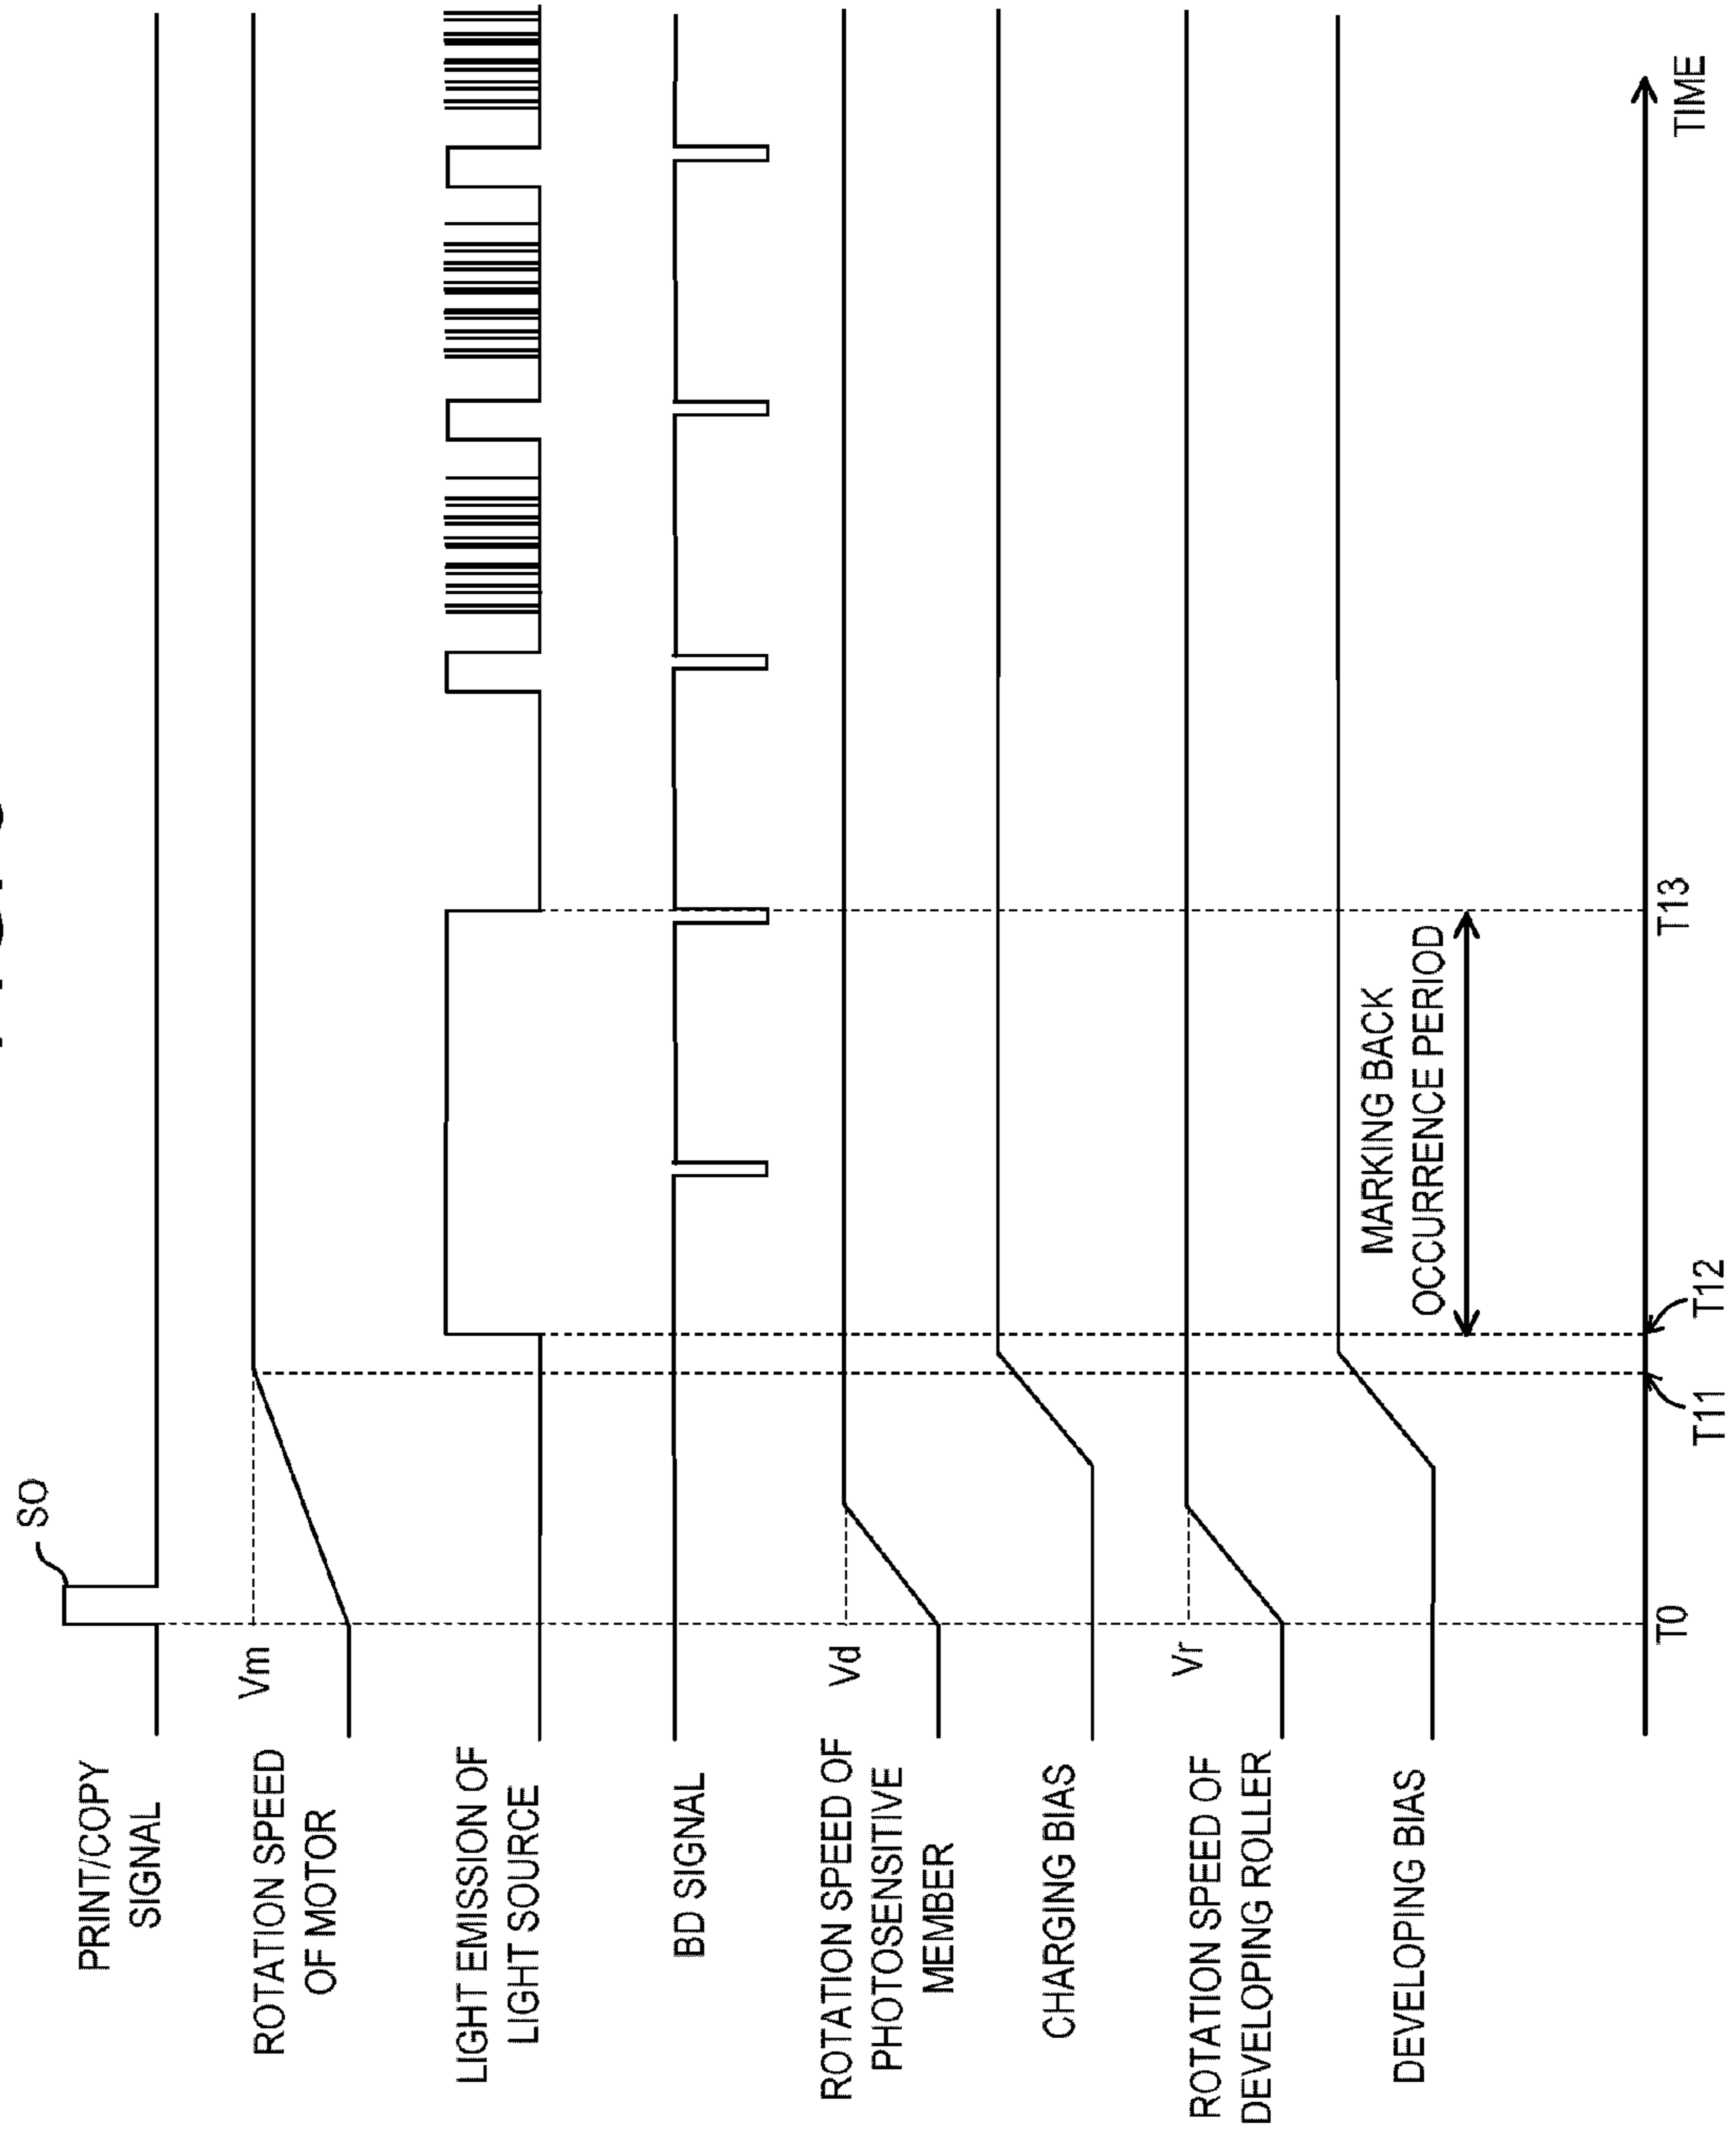 SO
PRINT/COPY
SIGNAL
Vm
ROTATION SPEED
OF MOTOR
LIGHT EMISSION OF
LIGHT SOURCE
BD SIGNAL
Vd
ROTATION SPEED OF
PHOTOSENSITIVE
MEMBER
CHARGING BIAS
Vr
ROTATION SPEED OF
DEVELOPING ROLLER
DEVELOPING BIAS
MARKING BACK
OCCURRENCE PERIOD
T0
T11
T12
T13
TIME